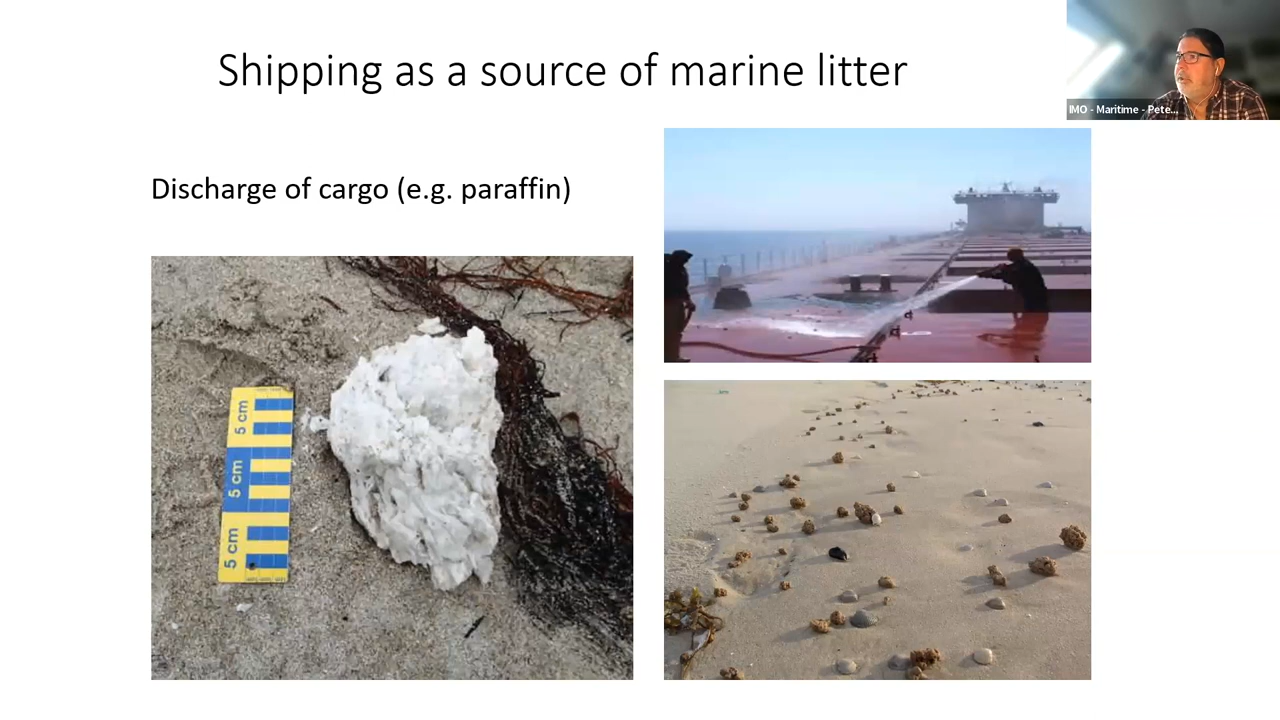 Shipping as a source of marine litter
IMO - Maritime - Pete...
Discharge of cargo (e.g. paraffin)
5 cm
5 cm
5 cm